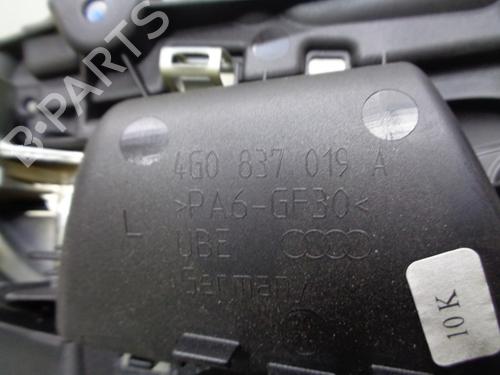 B-PARTS
4G0 837 019 A
>PA6-GF30<
L
UBE
Germany
10K